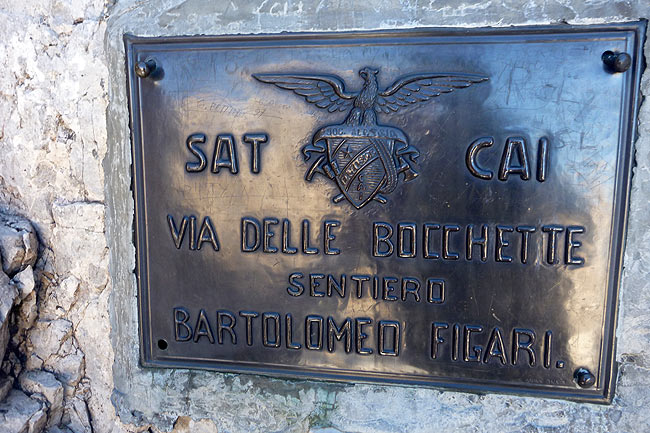 SAT CAI
VIA DELLE BOCCHETTE
SENTIERO
BARTOLOMEO FIGARI.